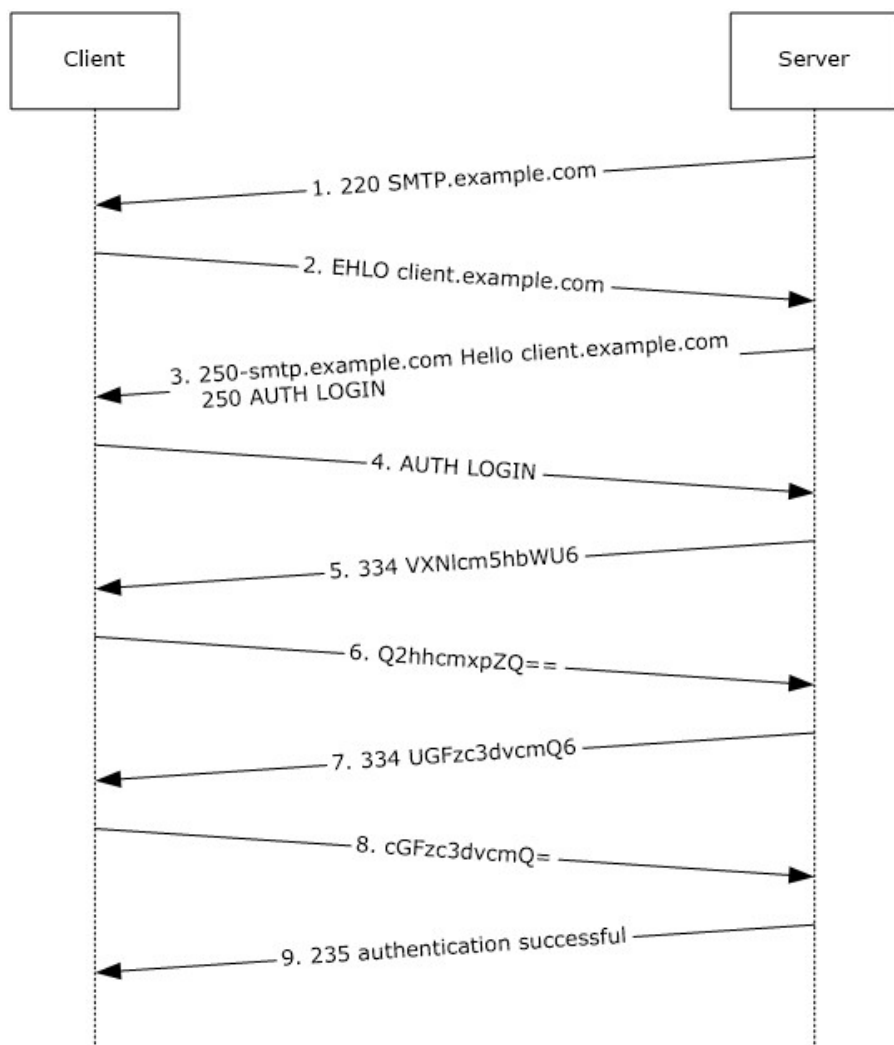 Client
Server
1. 220 SMTP.example.com
2. EHLO client.example.com
3. 250-smtp.example.com Hello client.example.com
250 AUTH LOGIN
4. AUTH LOGIN
5. 334 VXNlcm5hbWU6
6. Q2hhcmxpZQ==
7. 334 UGFzc3dvcmQ6
8. cGFzc3dvcmQ=
9. 235 authentication successful